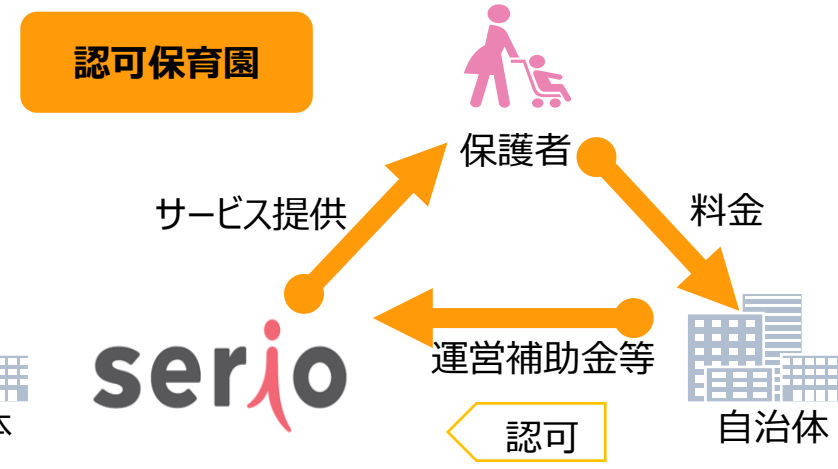 認可保育園
保護者
サービス提供
料金
serio
運営補助金等
認可
自治体
体